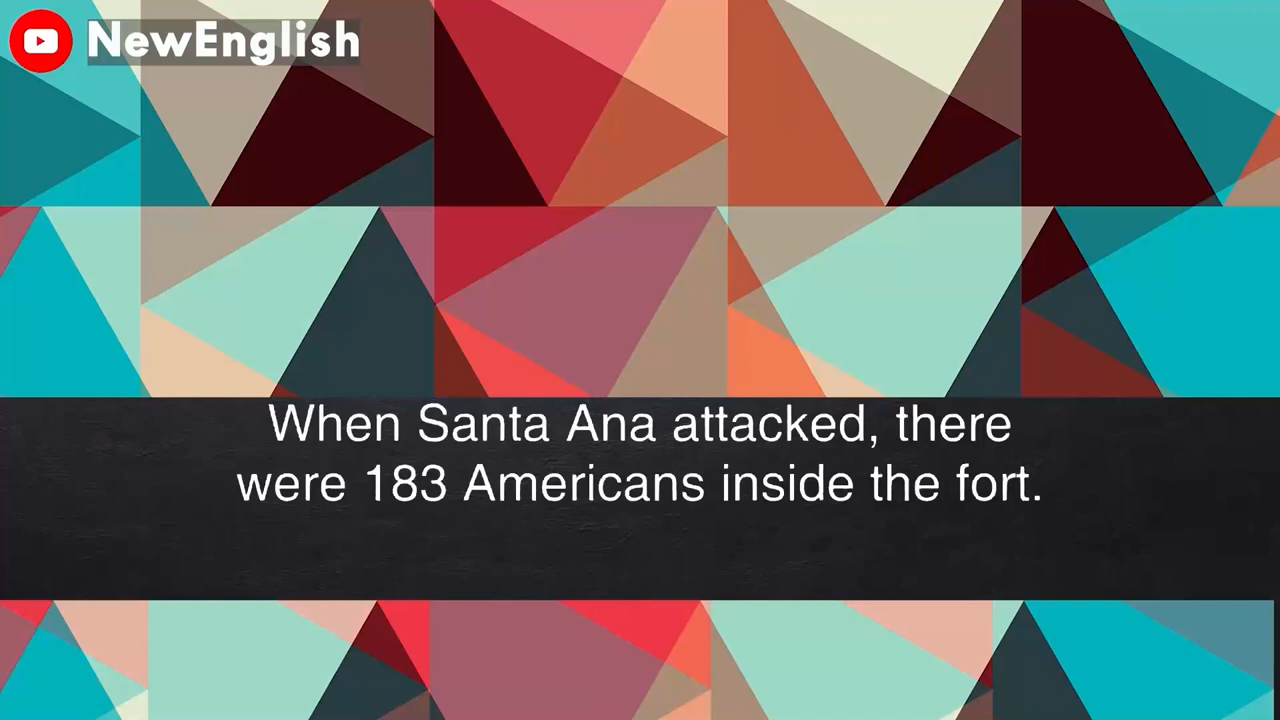 NewEnglish
When Santa Ana attacked, there
were 183 Americans inside the fort.